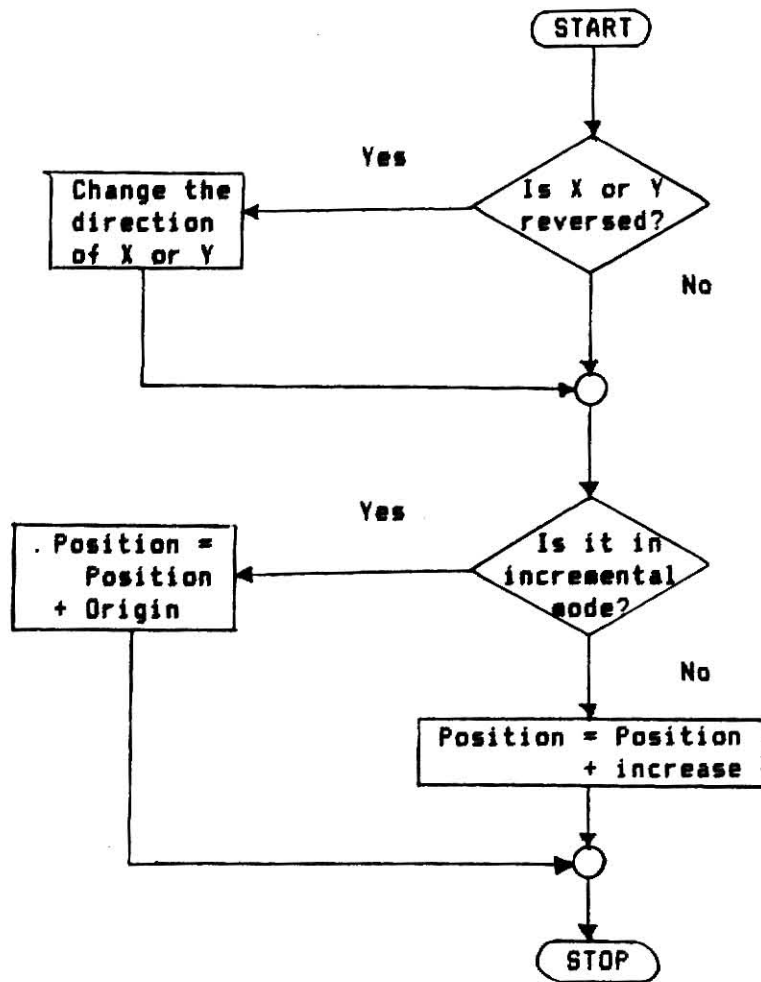 START
Yes
Change the
direction
of X or Y
Is X or Y
reversed?
No
Yes
. Position =
Position
+ Origin
Is it in
incremental
mode?
No
Position = Position
+ increase
STOP